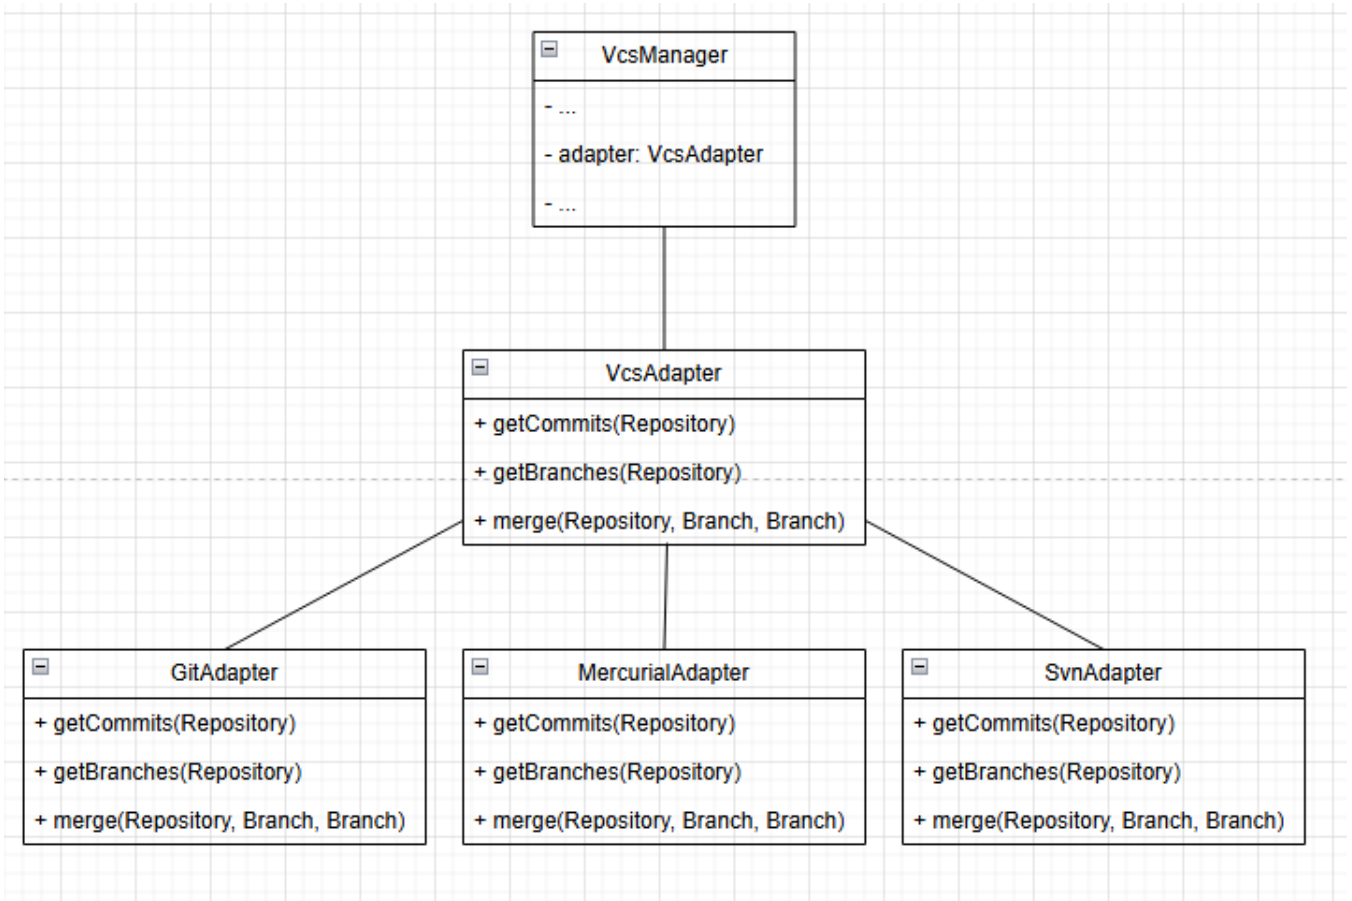 VcsManager
- ...
- adapter: VcsAdapter
- ...
VcsAdapter
+ getCommits(Repository)
+ getBranches(Repository)
+ merge(Repository, Branch, Branch)
GitAdapter
+ getCommits(Repository)
+ getBranches(Repository)
+ merge(Repository, Branch, Branch)
MercurialAdapter
+ getCommits(Repository)
+ getBranches(Repository)
+ merge(Repository, Branch, Branch)
SvnAdapter
+ getCommits(Repository)
+ getBranches(Repository)
+ merge(Repository, Branch, Branch)